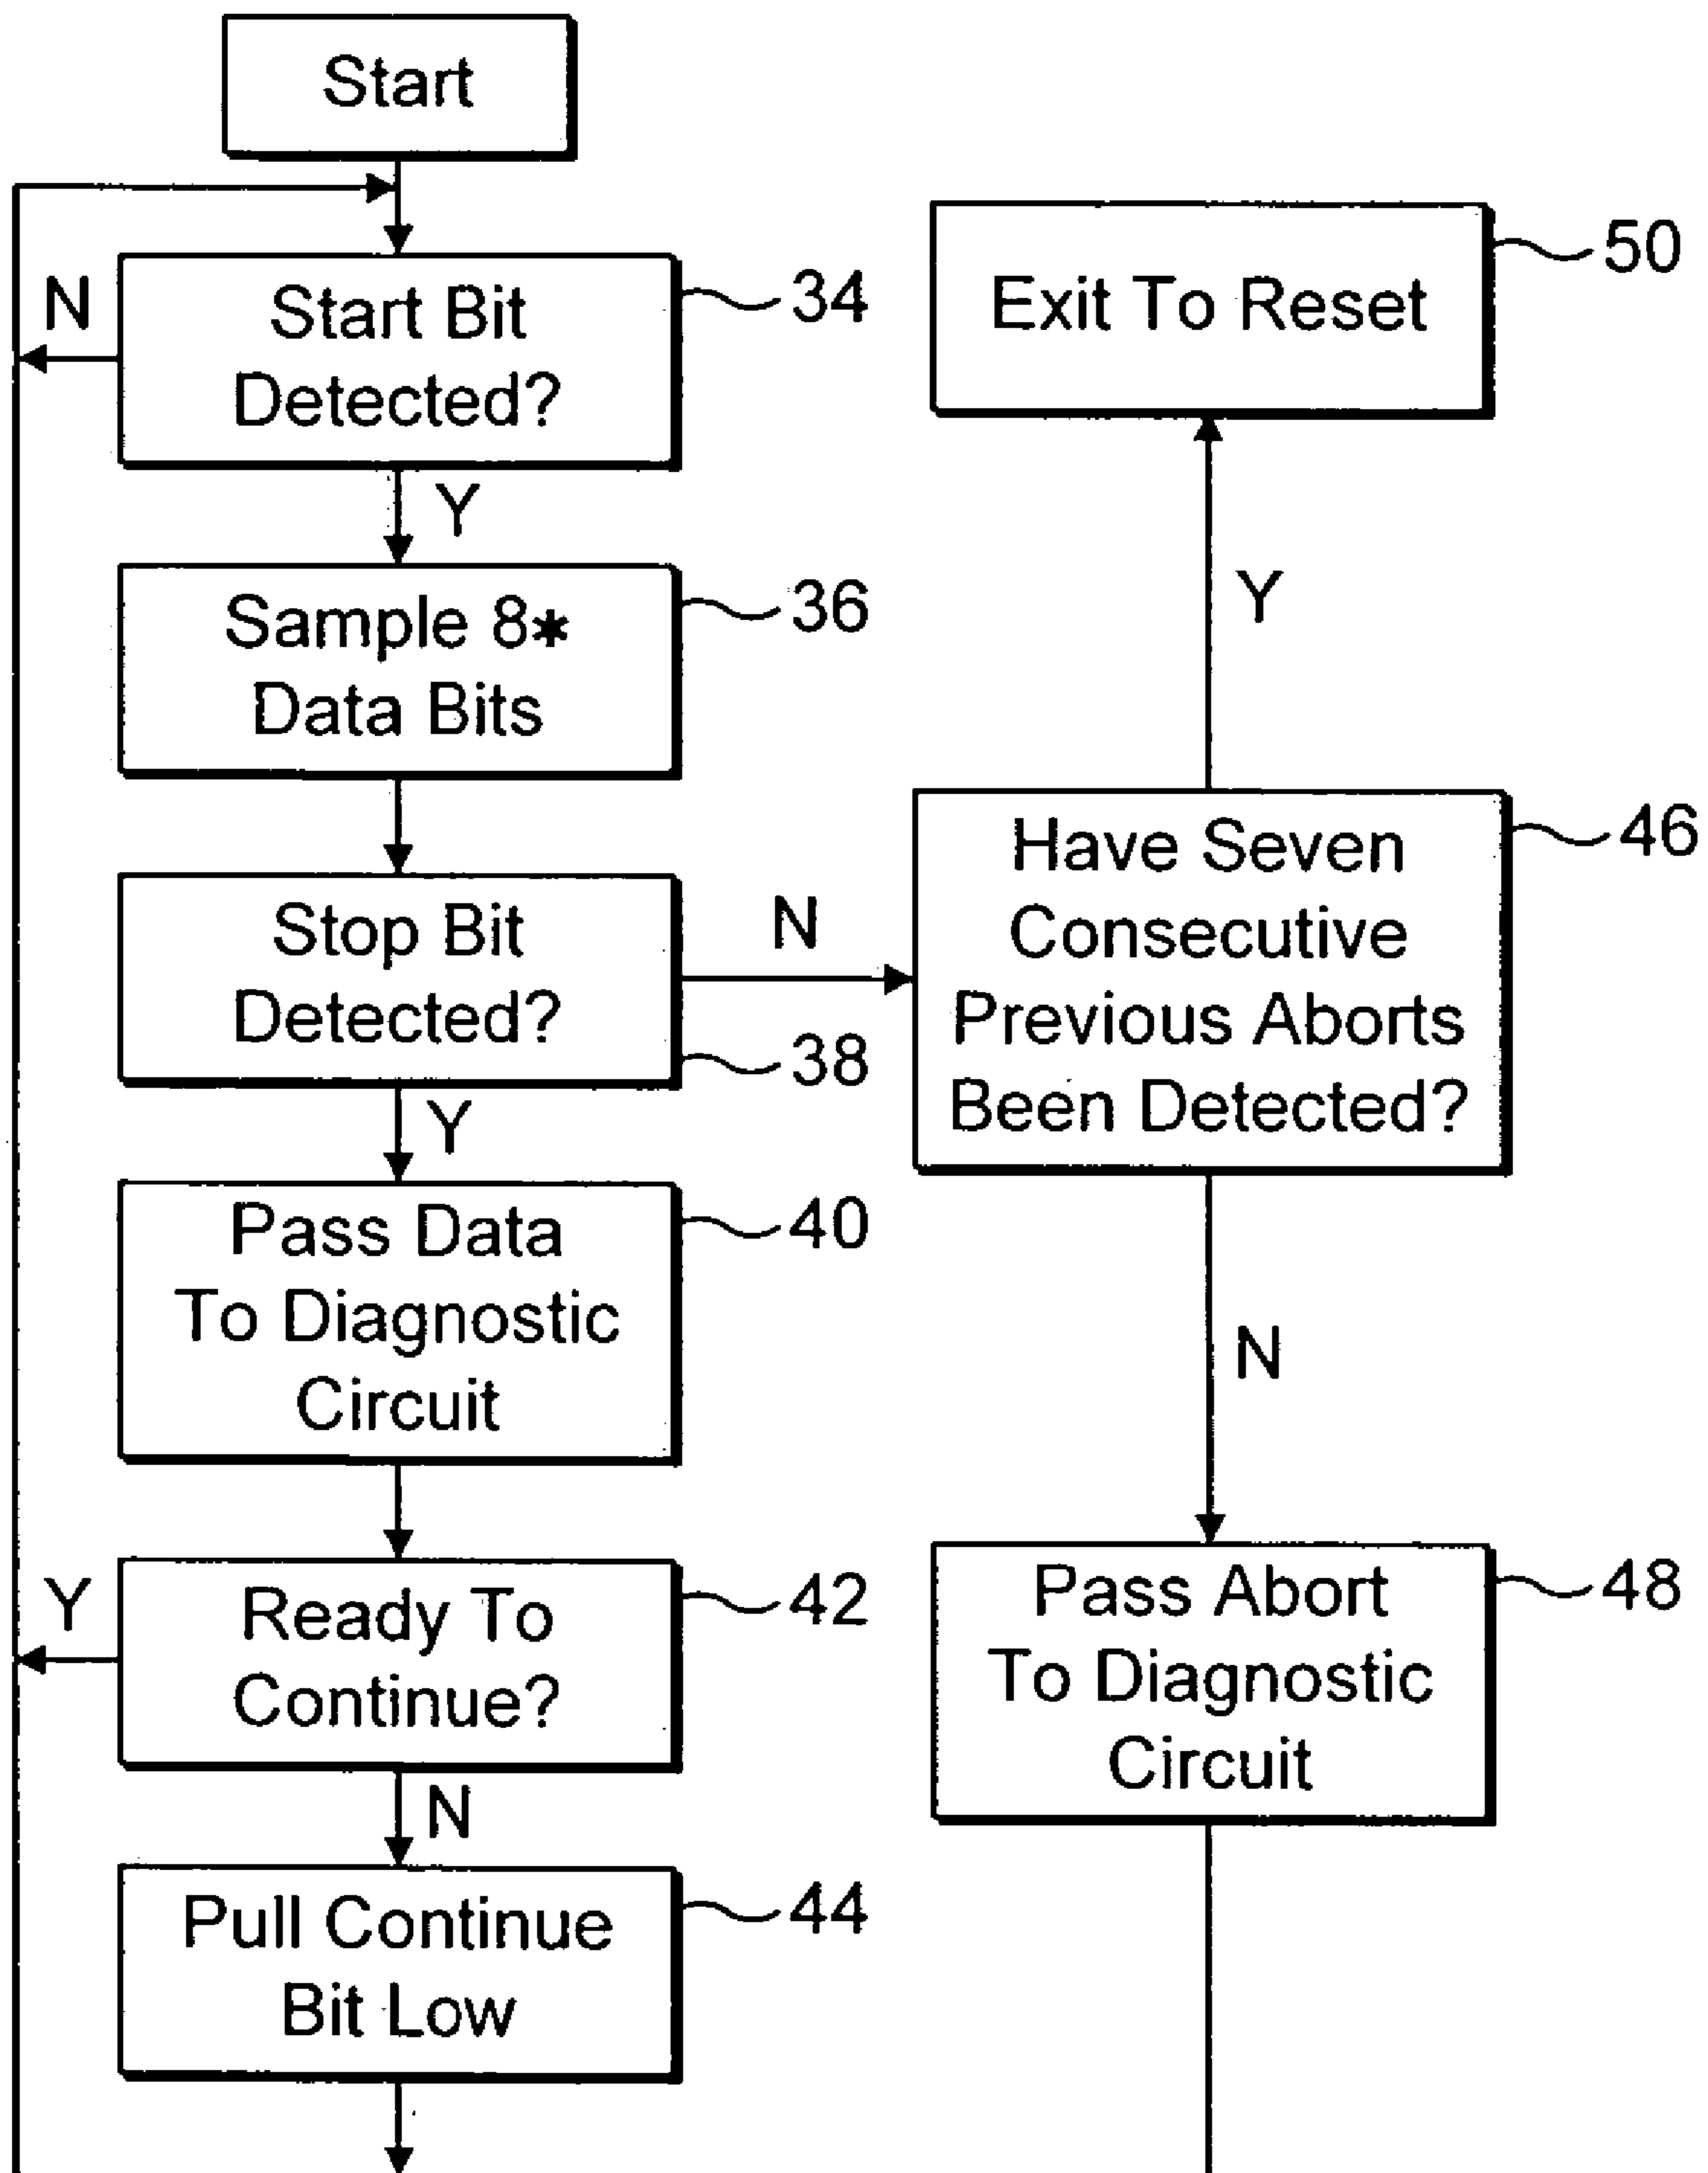 Start
N
Start Bit
Detected?
34
Y
Sample 8*
Data Bits
36
Stop Bit
Detected?
38
N
Y
Pass Data
To Diagnostic
Circuit
40
Y
Ready To
Continue?
42
N
Pull Continue
Bit Low
44
Exit To Reset
50
Y
Have Seven
Consecutive
Previous Aborts
Been Detected?
46
N
Pass Abort
To Diagnostic
Circuit
48